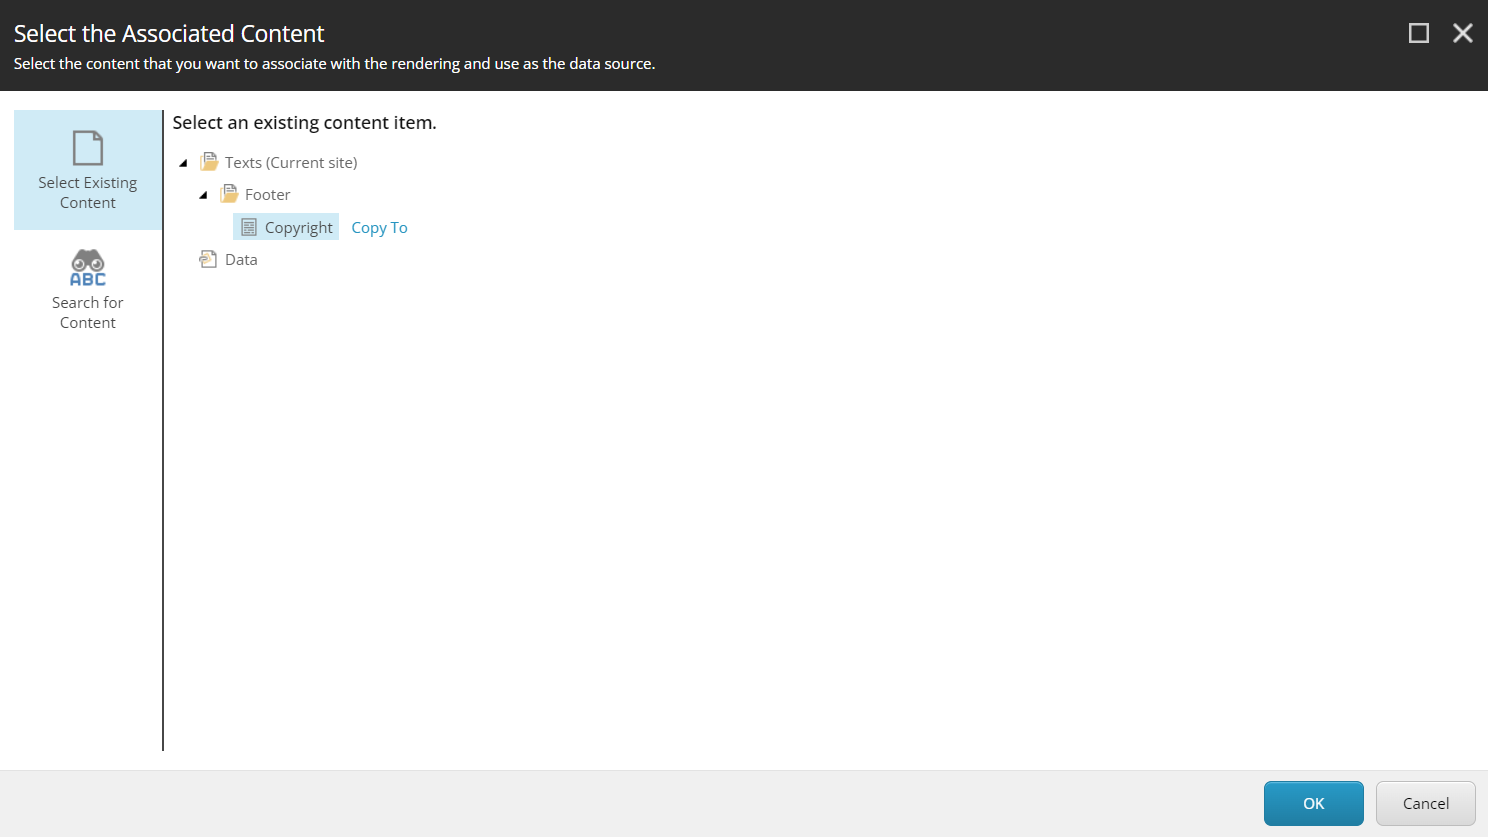 Select the Associated Content
Select the content that you want to associate with the rendering and use as the data source.
Select Existing
Content
ABC
Search for
Content
Select an existing content item.
Texts (Current site)
Footer
Copyright Copy To
Data
OK Cancel